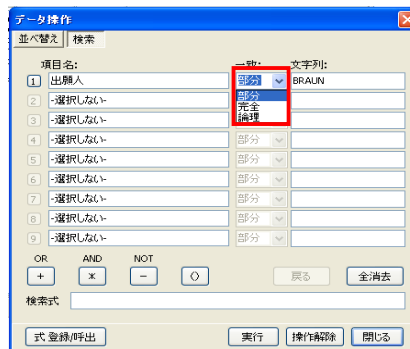 データ操作
並べ替え 検索
項目名: 一致: 文字列:
1 出願人 部分 BRAUN
部分
2 -選択しない- 完全
3 -選択しない- 論理
4 -選択しない- 部分
5 -選択しない- 部分
6 -選択しない- 部分
7 -選択しない- 部分
8 -選択しない- 部分
9 -選択しない- 部分
OR AND NOT
+ * - () 戻る 全消去
検索式
式 登録/呼出 実行 操作解除 閉じる